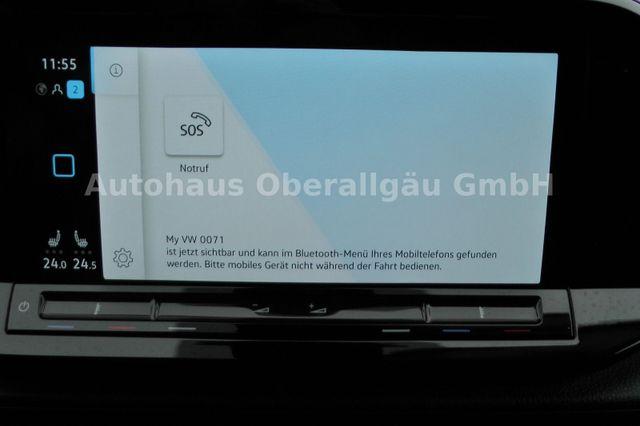 11:55
2
SOS
Notruf
Autohaus Oberallgäu GmbH
My VW 0071
ist jetzt sichtbar und kann im Bluetooth-Menü Ihres Mobiltelefons gefunden
werden. Bitte mobiles Gerät nicht während der Fahrt bedienen.
24.0 24.5